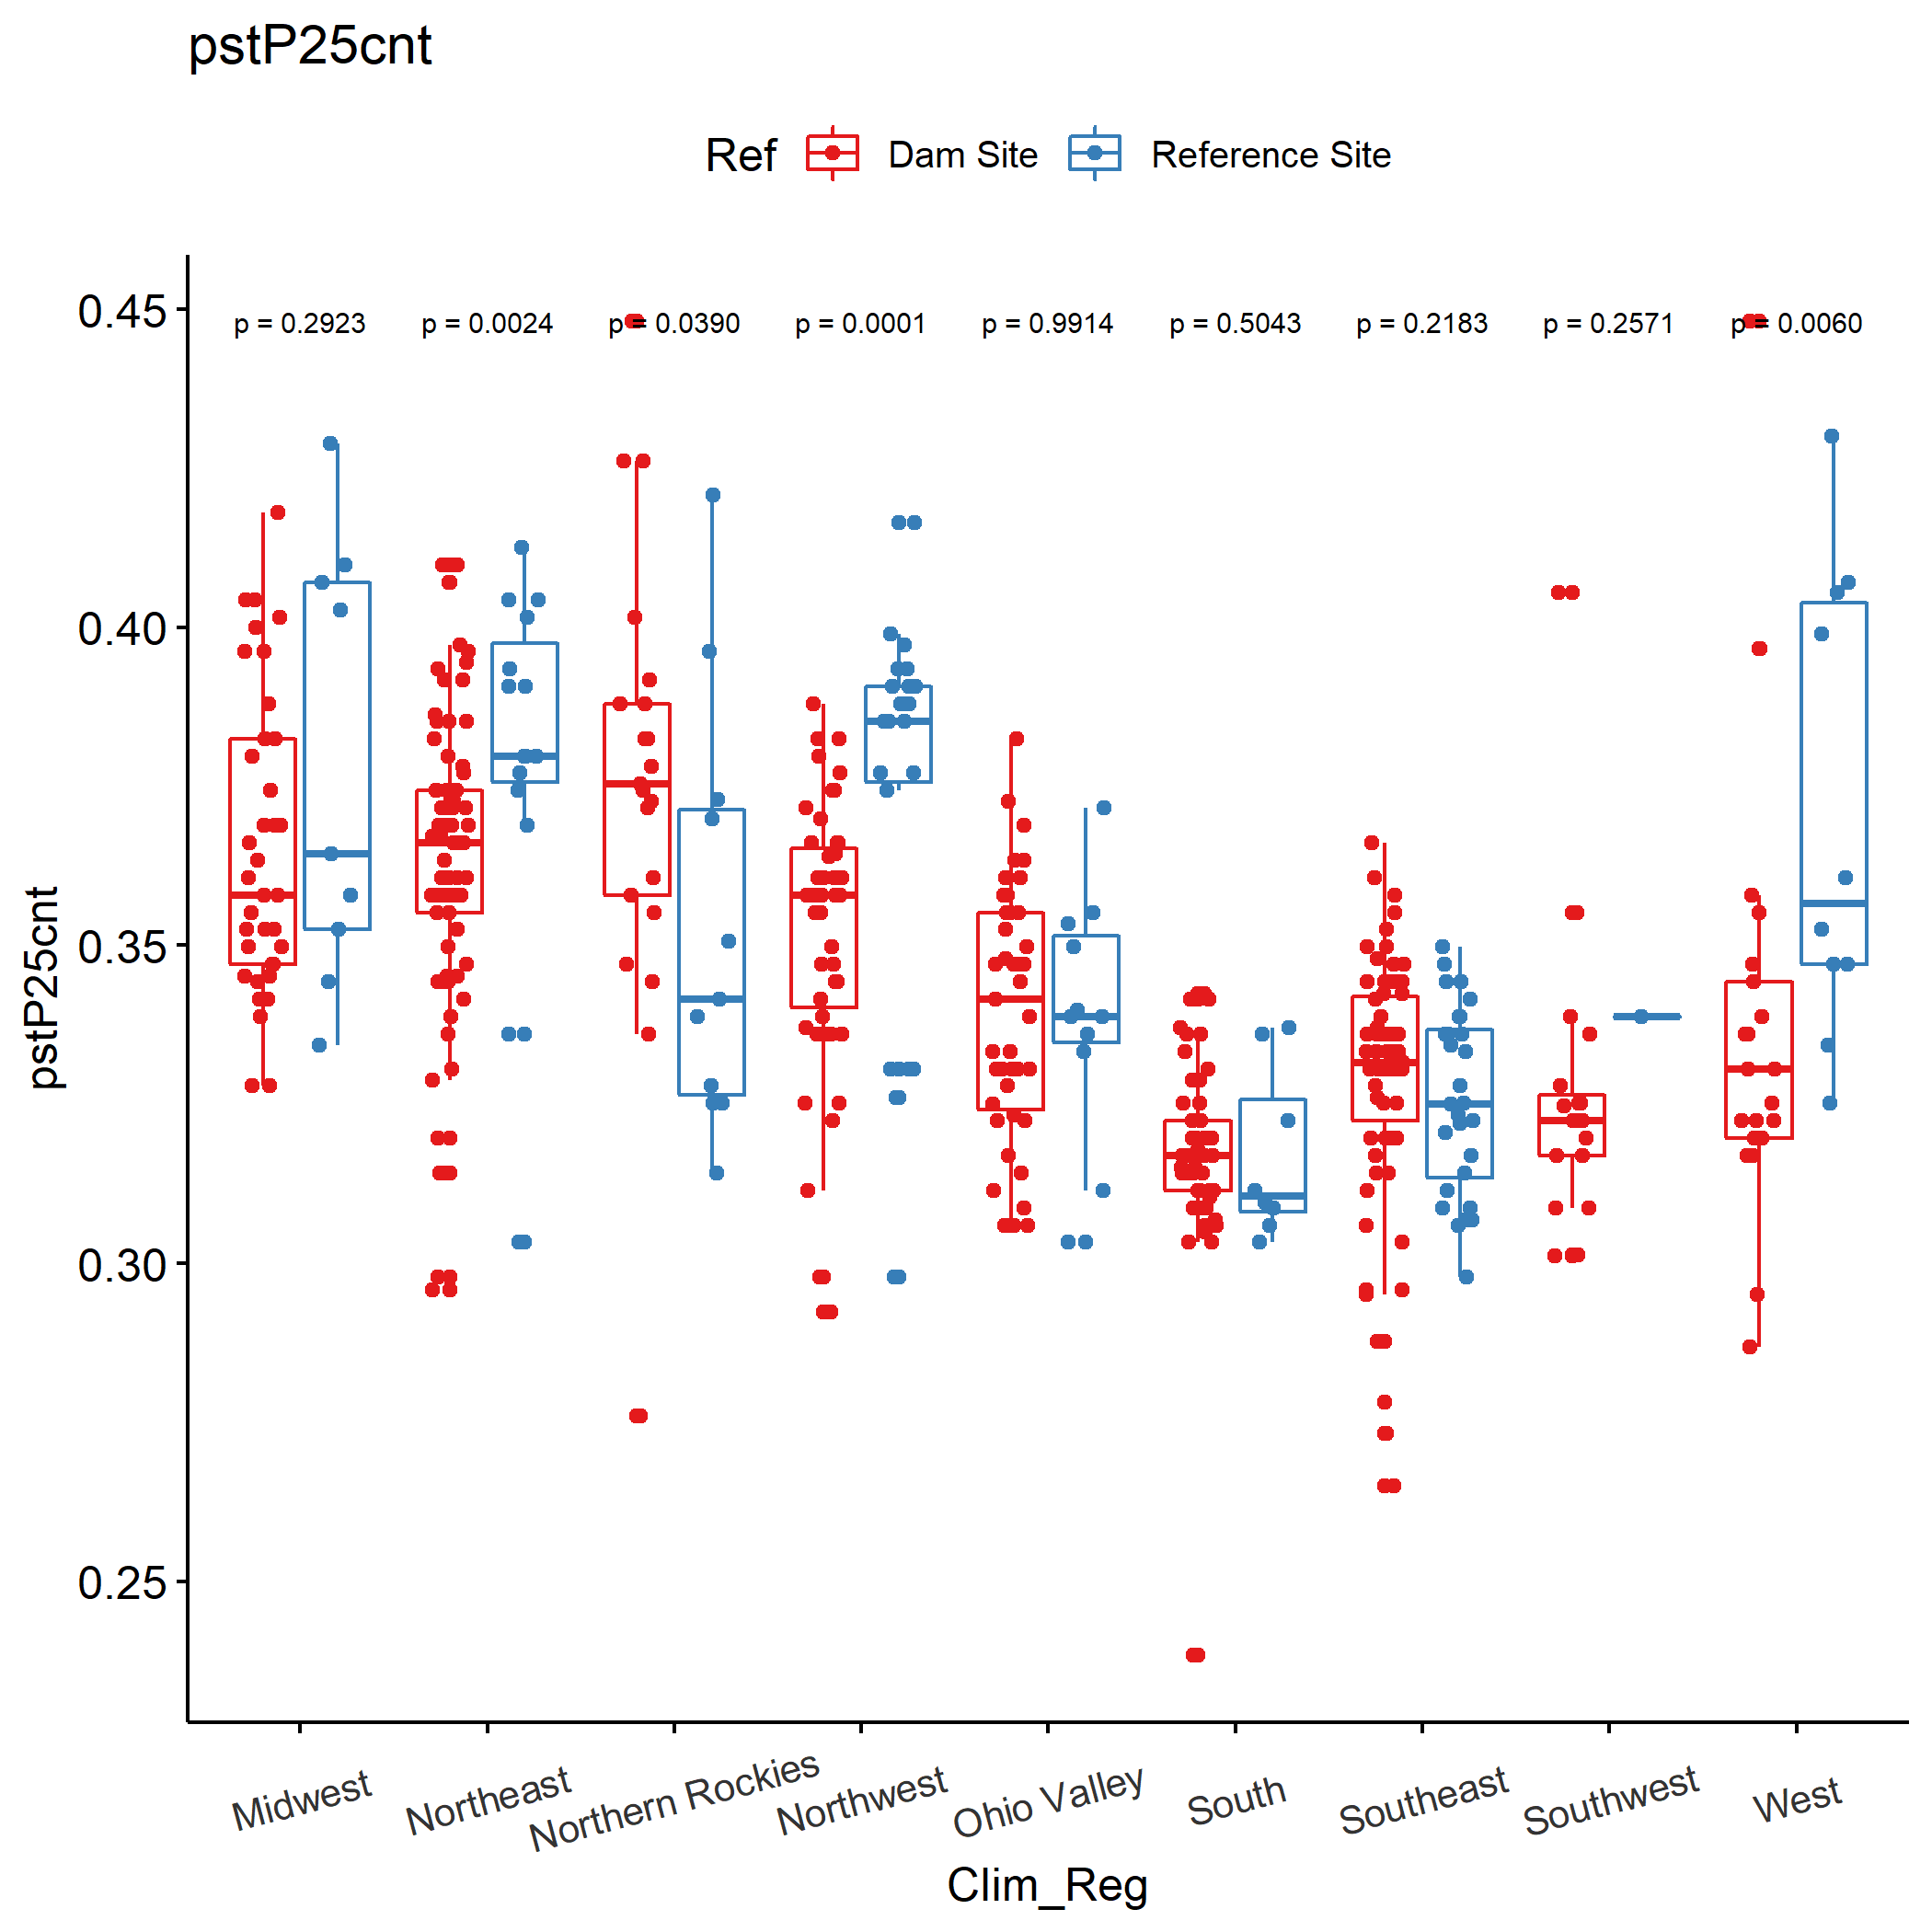 pstP25cnt
Ref Dam Site Reference Site
0.45
0.40
0.35
0.30
0.25
pstP25cnt
p = 0.2923 p = 0.0024 p = 0.0390 p = 0.0001 p = 0.9914 p = 0.5043 p = 0.2183 p = 0.2571 p = 0.0060
Midwest Northeast Northern Rockies Northwest Ohio Valley South Southeast Southwest West
Clim_Reg